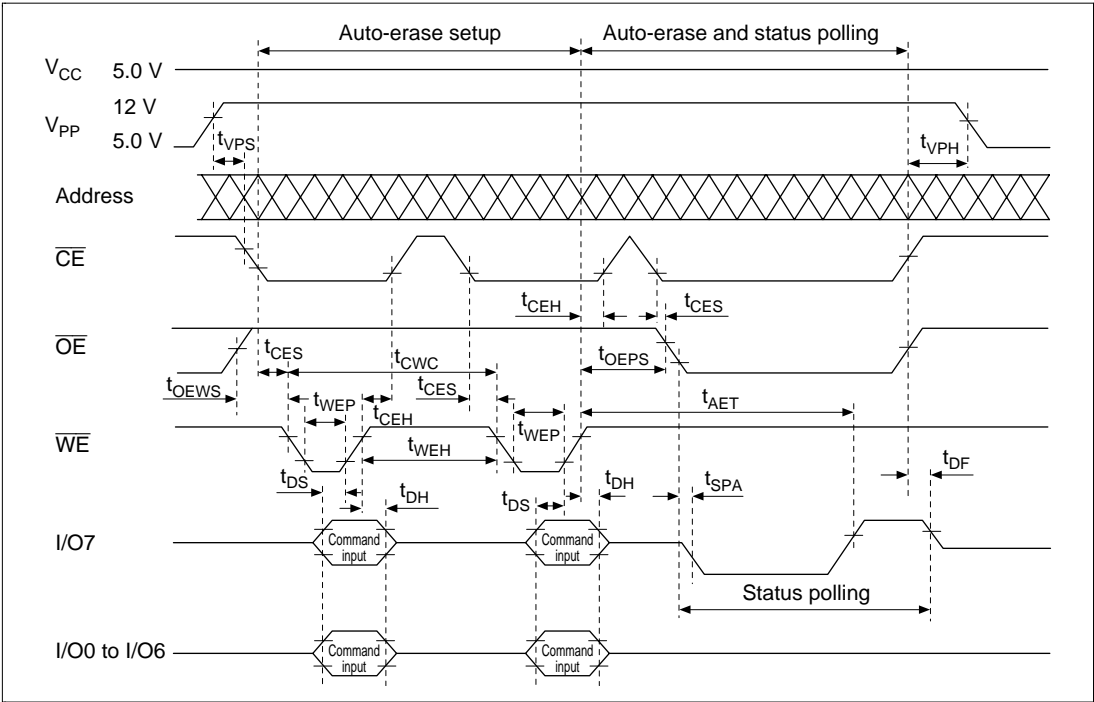 Auto-erase setup
Auto-erase and status polling
VCC 5.0 V
12 V
VPP
5.0 V
tVPS
tVPH
Address
CE
tCEH
tCES
OE
tCES
tCWC
tOEPS
tOEWS
tWEP
tCES
tAET
tCEH
WE
tWEH
tWEP
tDF
tDS
tDH
tDS
tDH
tSPA
I/O7
Command
input
Command
input
Status polling
I/O0 to I/O6
Command
input
Command
input